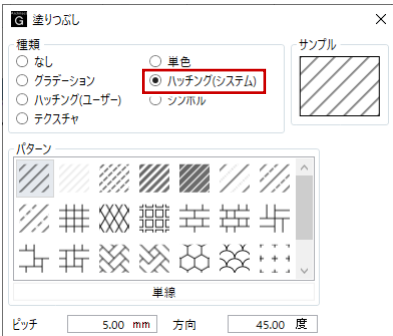 G 塗りつぶし
種類
なし 単色
グラデーション ハッチング(システム)
ハッチング(ユーザー) シンボル
テクスチャ
サンプル
パターン
単線
ピッチ 5.00 mm 方向 45.00 度